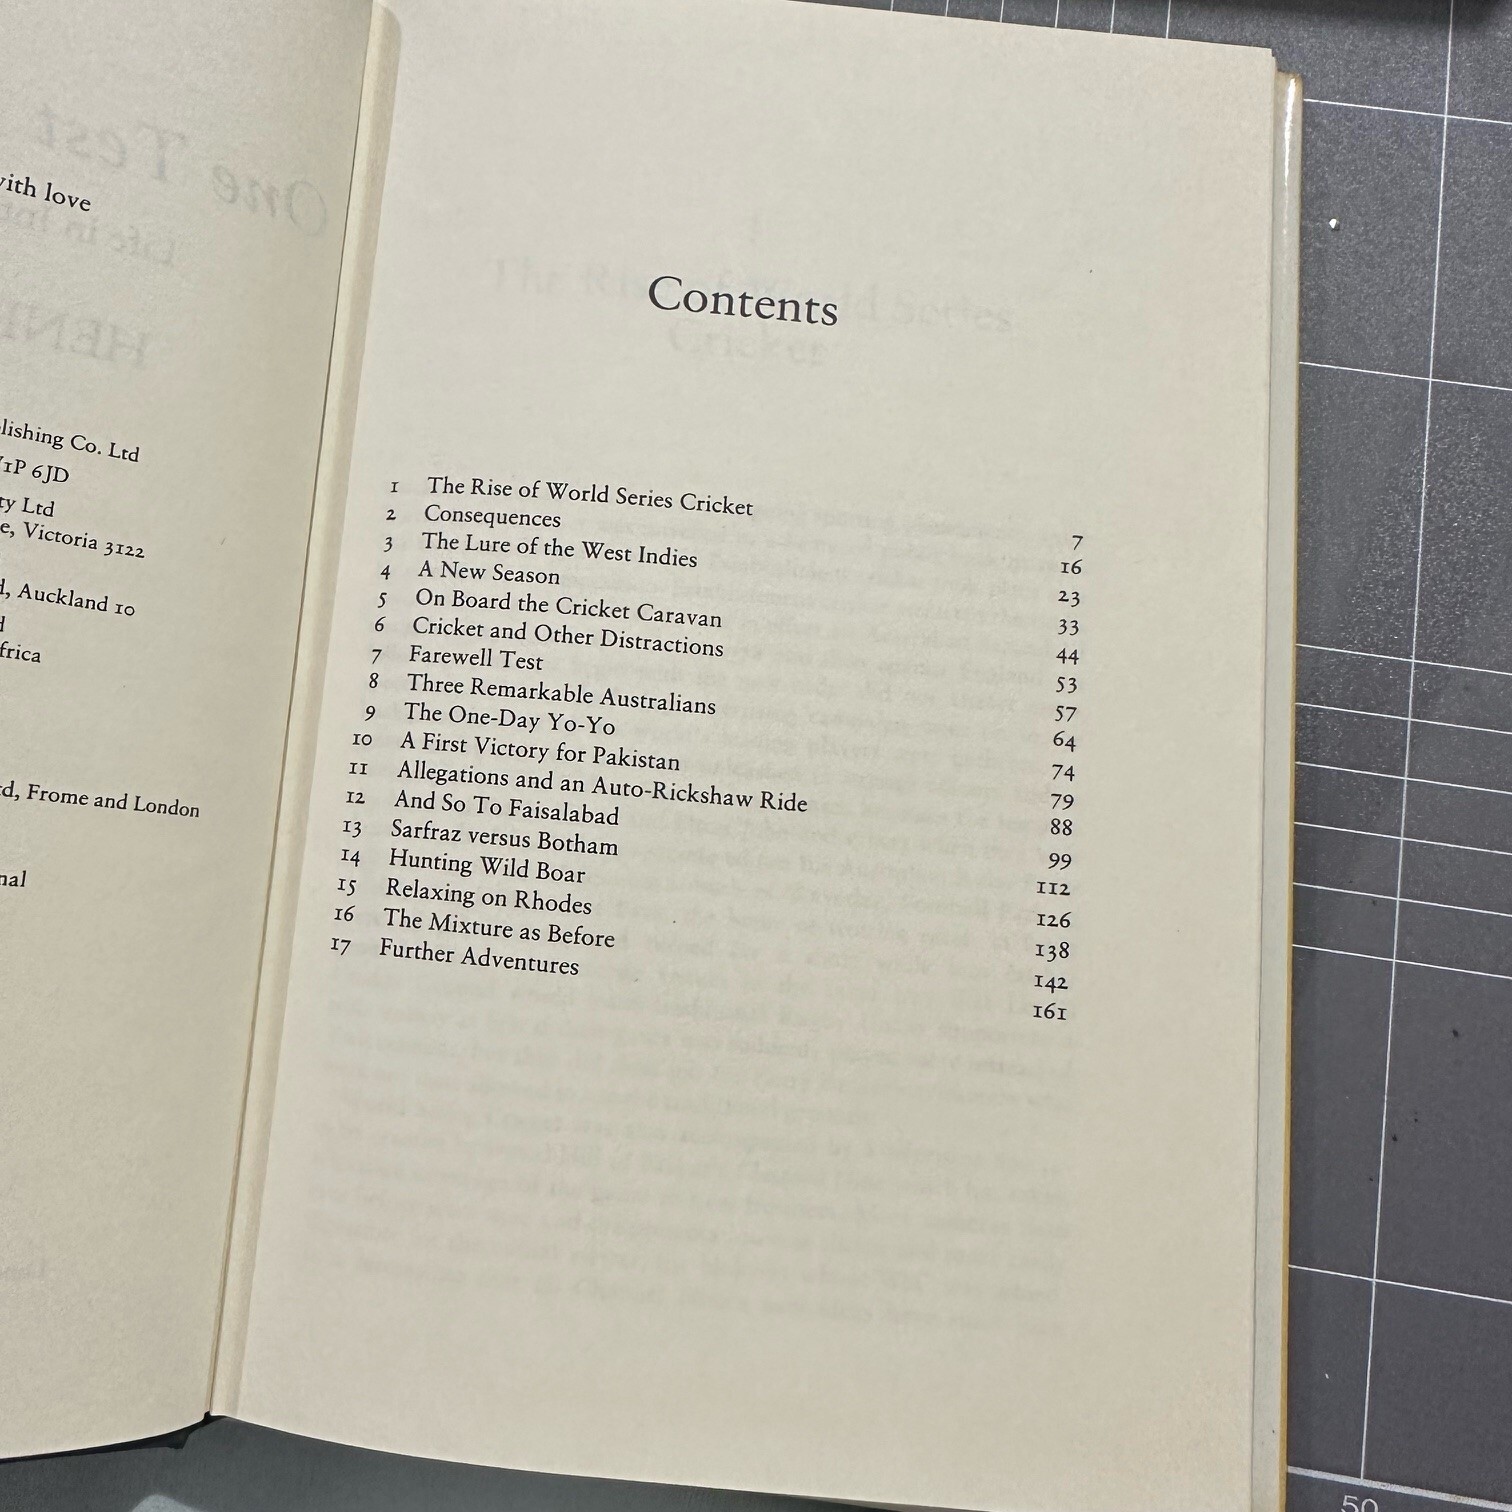 with love
lishing Co. Ltd
1P 6JD
ty Ltd
e, Victoria 3122
d, Auckland 10
d
frica
d, Frome and London
nal
Contents
1 The Rise of World Series Cricket 7
2 Consequences 16
3 The Lure of the West Indies 23
4 A New Season 33
5 On Board the Cricket Caravan 44
6 Cricket and Other Distractions 53
7 Farewell Test 57
8 Three Remarkable Australians 64
9 The One-Day Yo-Yo 74
10 A First Victory for Pakistan 79
11 Allegations and an Auto-Rickshaw Ride 88
12 And So To Faisalabad 99
13 Sarfraz versus Botham 112
14 Hunting Wild Boar 126
15 Relaxing on Rhodes 138
16 The Mixture as Before 142
17 Further Adventures 161
50